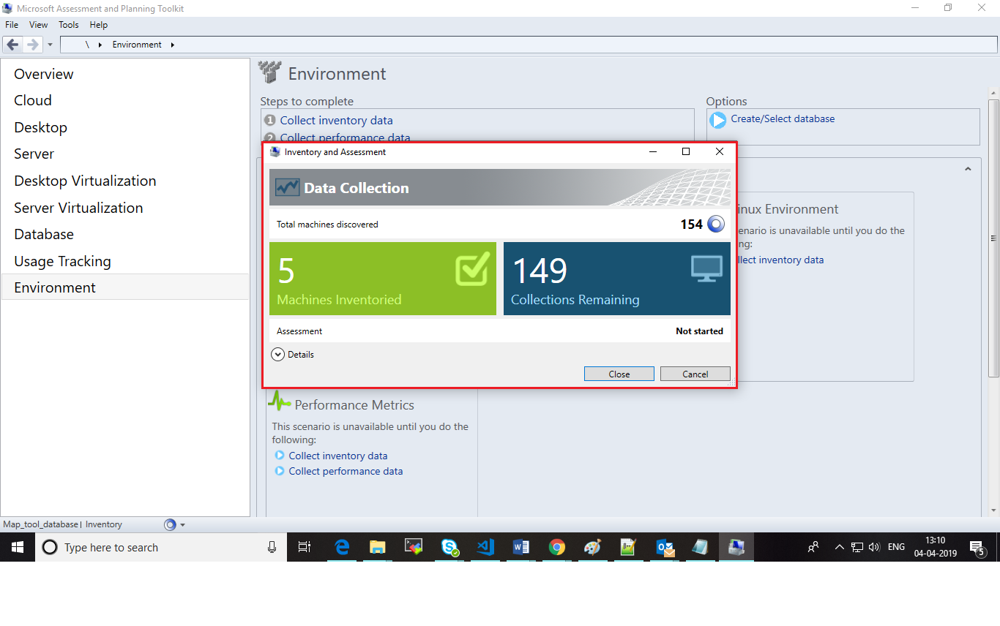 Microsoft Assessment and Planning Toolkit
File View Tools Help
\ Environment
Overview
Cloud
Desktop
Server
Desktop Virtualization
Server Virtualization
Database
Usage Tracking
Environment
Environment
Steps to complete
1 Collect inventory data
2 Collect performance data
Options
Create/Select database
Inventory and Assessment
Data Collection
Total machines discovered 154
5
Machines Inventoried
149
Collections Remaining
Assessment Not started
Details
Close Cancel
inux Environment
enario is unavailable until you do the
ng:
llect inventory data
Performance Metrics
This scenario is unavailable until you do the
following:
Collect inventory data
Collect performance data
Map_tool_database| Inventory
Type here to search
ENG
13:10
04-04-2019
5